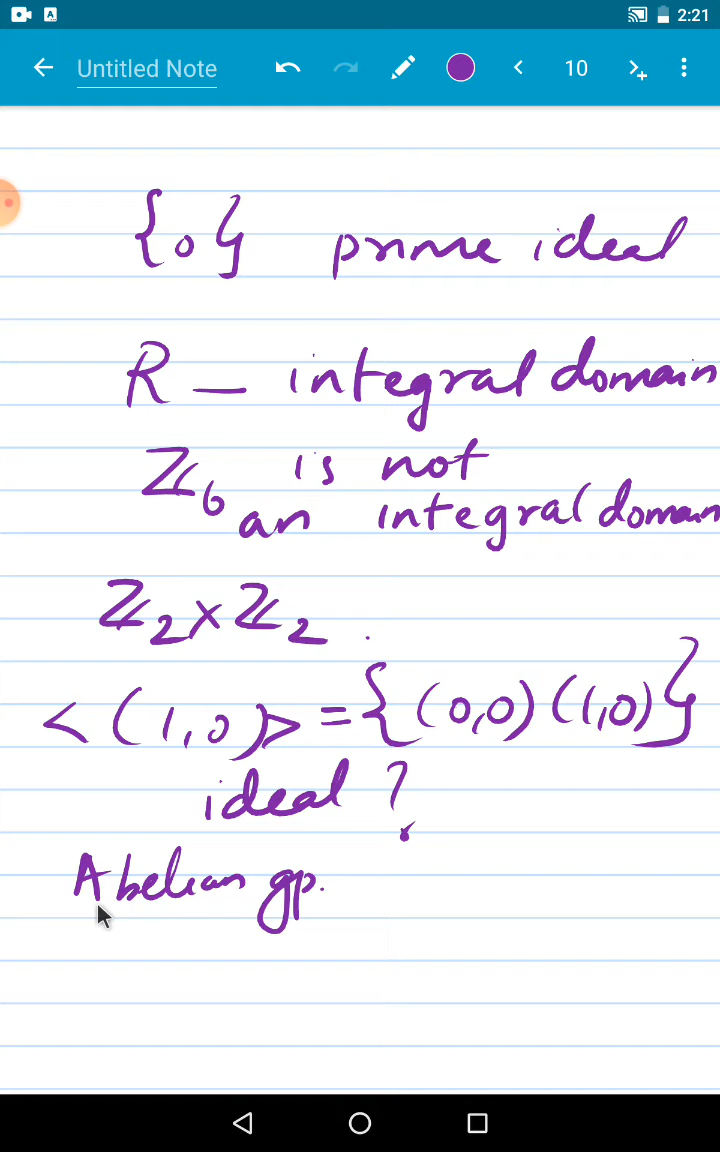 A 2:21
Untitled Note 10
{0} prime ideal
R — integral domain
ℤ₆ is not
an integral domain
ℤ₂ × ℤ₂ .
<(1,0)> = {(0,0) (1,0)}
ideal ?
Abelian gp.